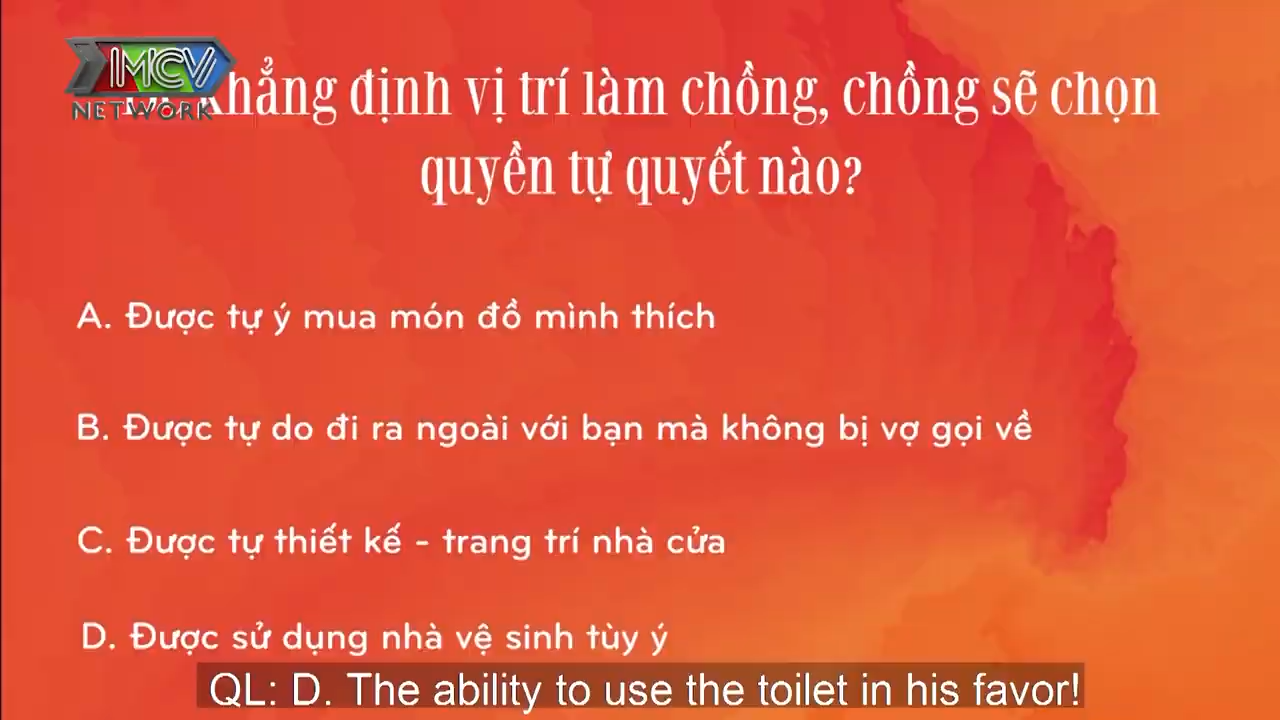 MCV
NETWORK
khẳng định vị trí làm chồng, chồng sẽ chọn
quyền tự quyết nào?
A. Được tự ý mua món đồ mình thích
B. Được tự do đi ra ngoài với bạn mà không bị vợ gọi về
C. Được tự thiết kế - trang trí nhà cửa
D. Được sử dụng nhà vệ sinh tùy ý
QL: D. The ability to use the toilet in his favor!